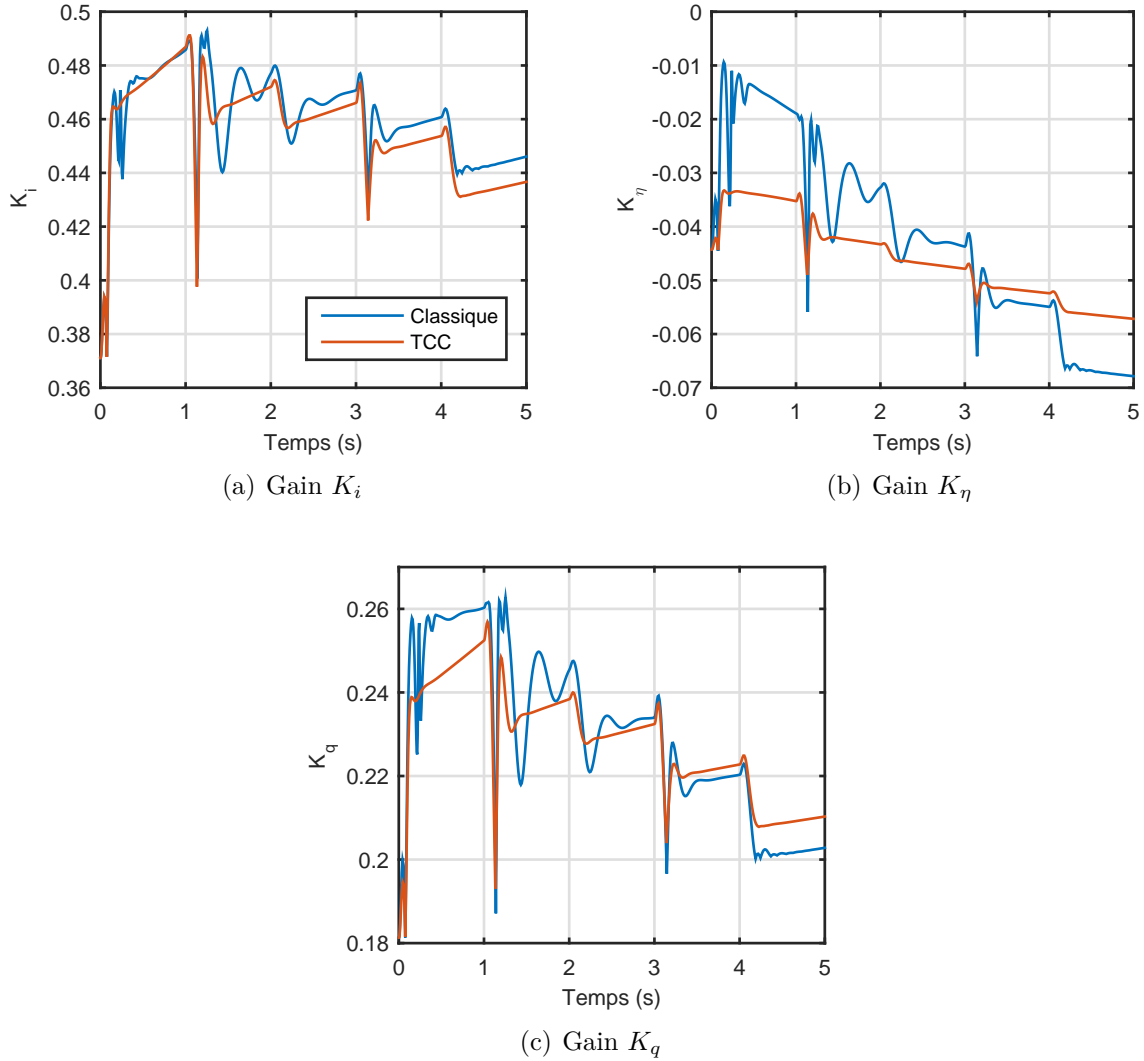 0.5
0.48
0.46
0.44
0.42
0.4
0.38
0.36
K_i
0 1 2 3 4 5
Temps (s)
Classique
TCC
(a) Gain K_i
0
-0.01
-0.02
-0.03
-0.04
-0.05
-0.06
-0.07
K_η
0 1 2 3 4 5
Temps (s)
(b) Gain K_η
0.26
0.24
0.22
0.2
0.18
K_q
0 1 2 3 4 5
Temps (s)
(c) Gain K_q